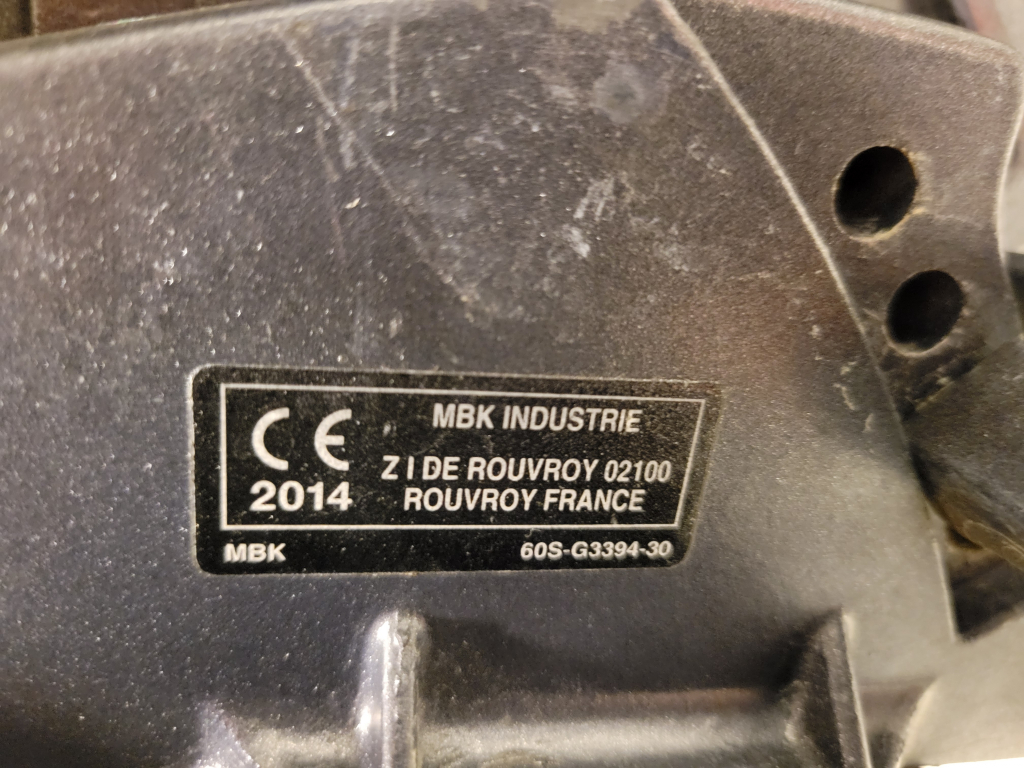 CE
2014
MBK INDUSTRIE
Z I DE ROUVROY 02100
ROUVROY FRANCE
MBK 60S-G3394-30